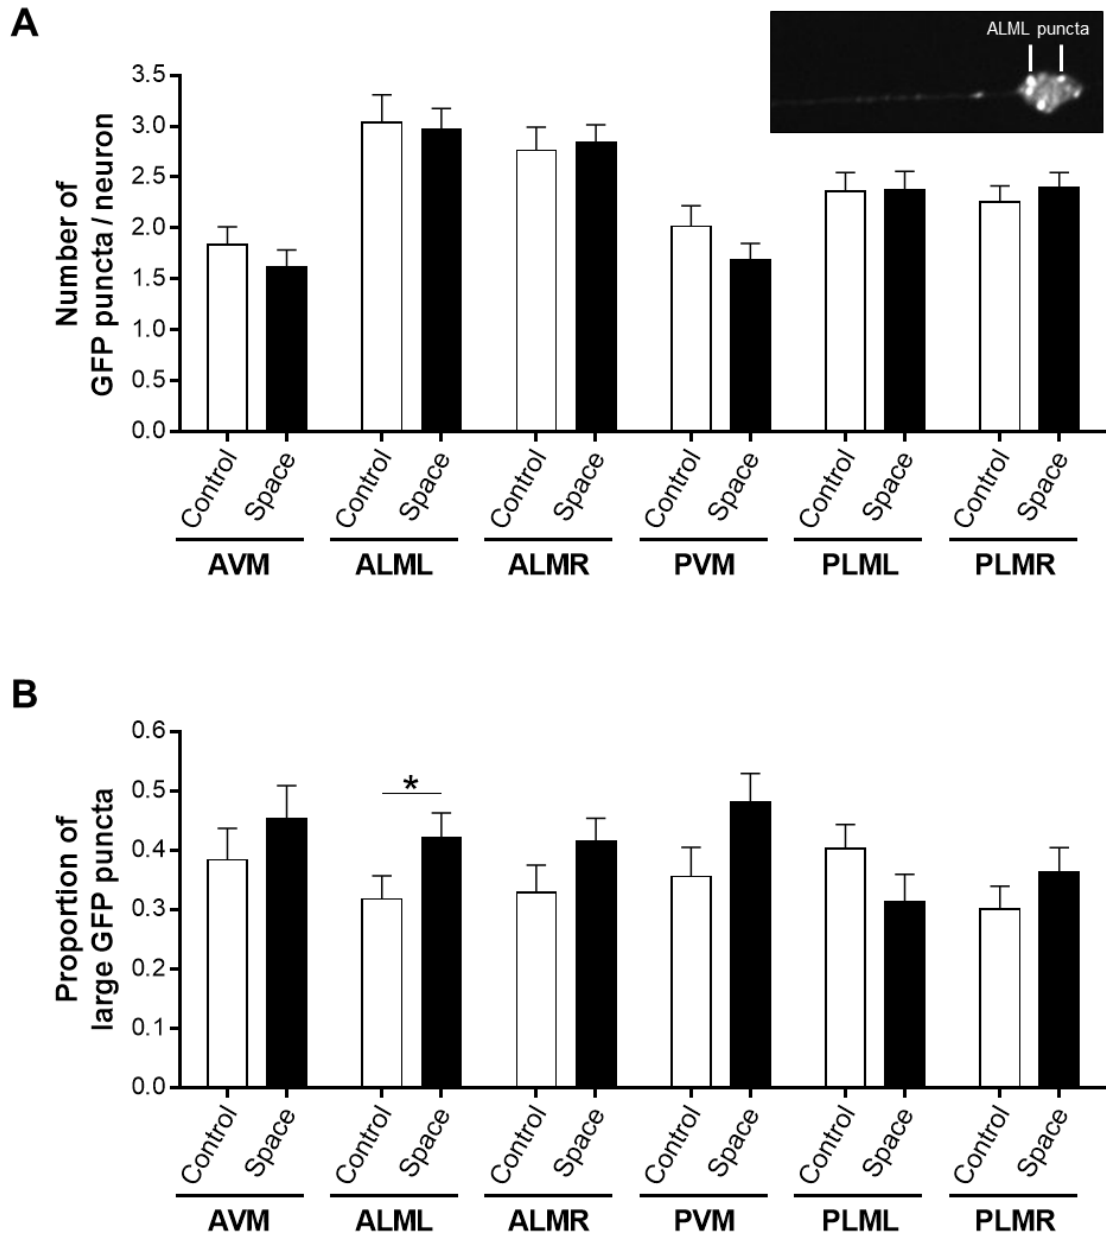 A
ALML puncta
Number of
GFP puncta / neuron
3.5
3.0
2.5
2.0
1.5
1.0
0.5
0.0
Control Space Control Space Control Space Control Space Control Space Control Space
AVM ALML ALMR PVM PLML PLMR
B
Proportion of
large GFP puncta
0.6
0.5
0.4
0.3
0.2
0.1
0.0
*
Control Space Control Space Control Space Control Space Control Space Control Space
AVM ALML ALMR PVM PLML PLMR